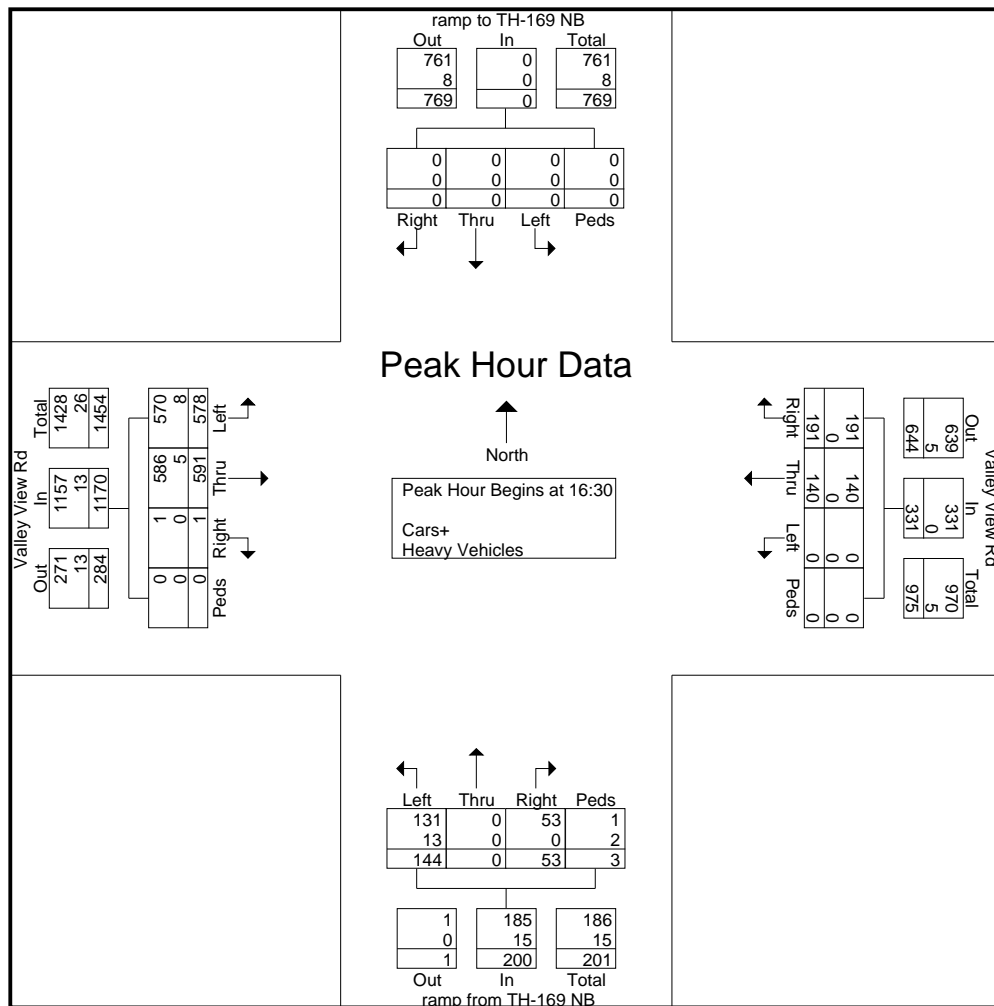 ramp to TH-169 NB
Out In Total
761 0 761
8 0 8
769 0 769
0 0 0 0
0 0 0 0
0 0 0 0
Right Thru Left Peds
Peak Hour Data
North
Peak Hour Begins at 16:30
Cars+
Heavy Vehicles
Valley View Rd
Total In Out
1428 1157 271
26 13 13
1454 1170 284
570 586 1 0
8 5 0 0
578 591 1 0
Left Thru Right Peds
Valley View Rd
Out In Total
639 331 970
5 0 5
644 331 975
191 140 0 0
0 0 0 0
191 140 0 0
Right Thru Left Peds
Left Thru Right Peds
131 0 53 1
13 0 0 2
144 0 53 3
1 185 186
0 15 15
1 200 201
Out In Total
ramp from TH-169 NB